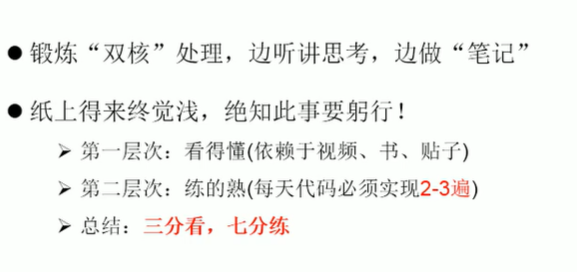 ● 锻炼“双核”处理，边听讲思考，边做“笔记”
● 纸上得来终觉浅，绝知此事要躬行！
➢ 第一层次：看得懂(依赖于视频、书、贴子)
➢ 第二层次：练的熟(每天代码必须实现2-3遍)
➢ 总结：三分看，七分练